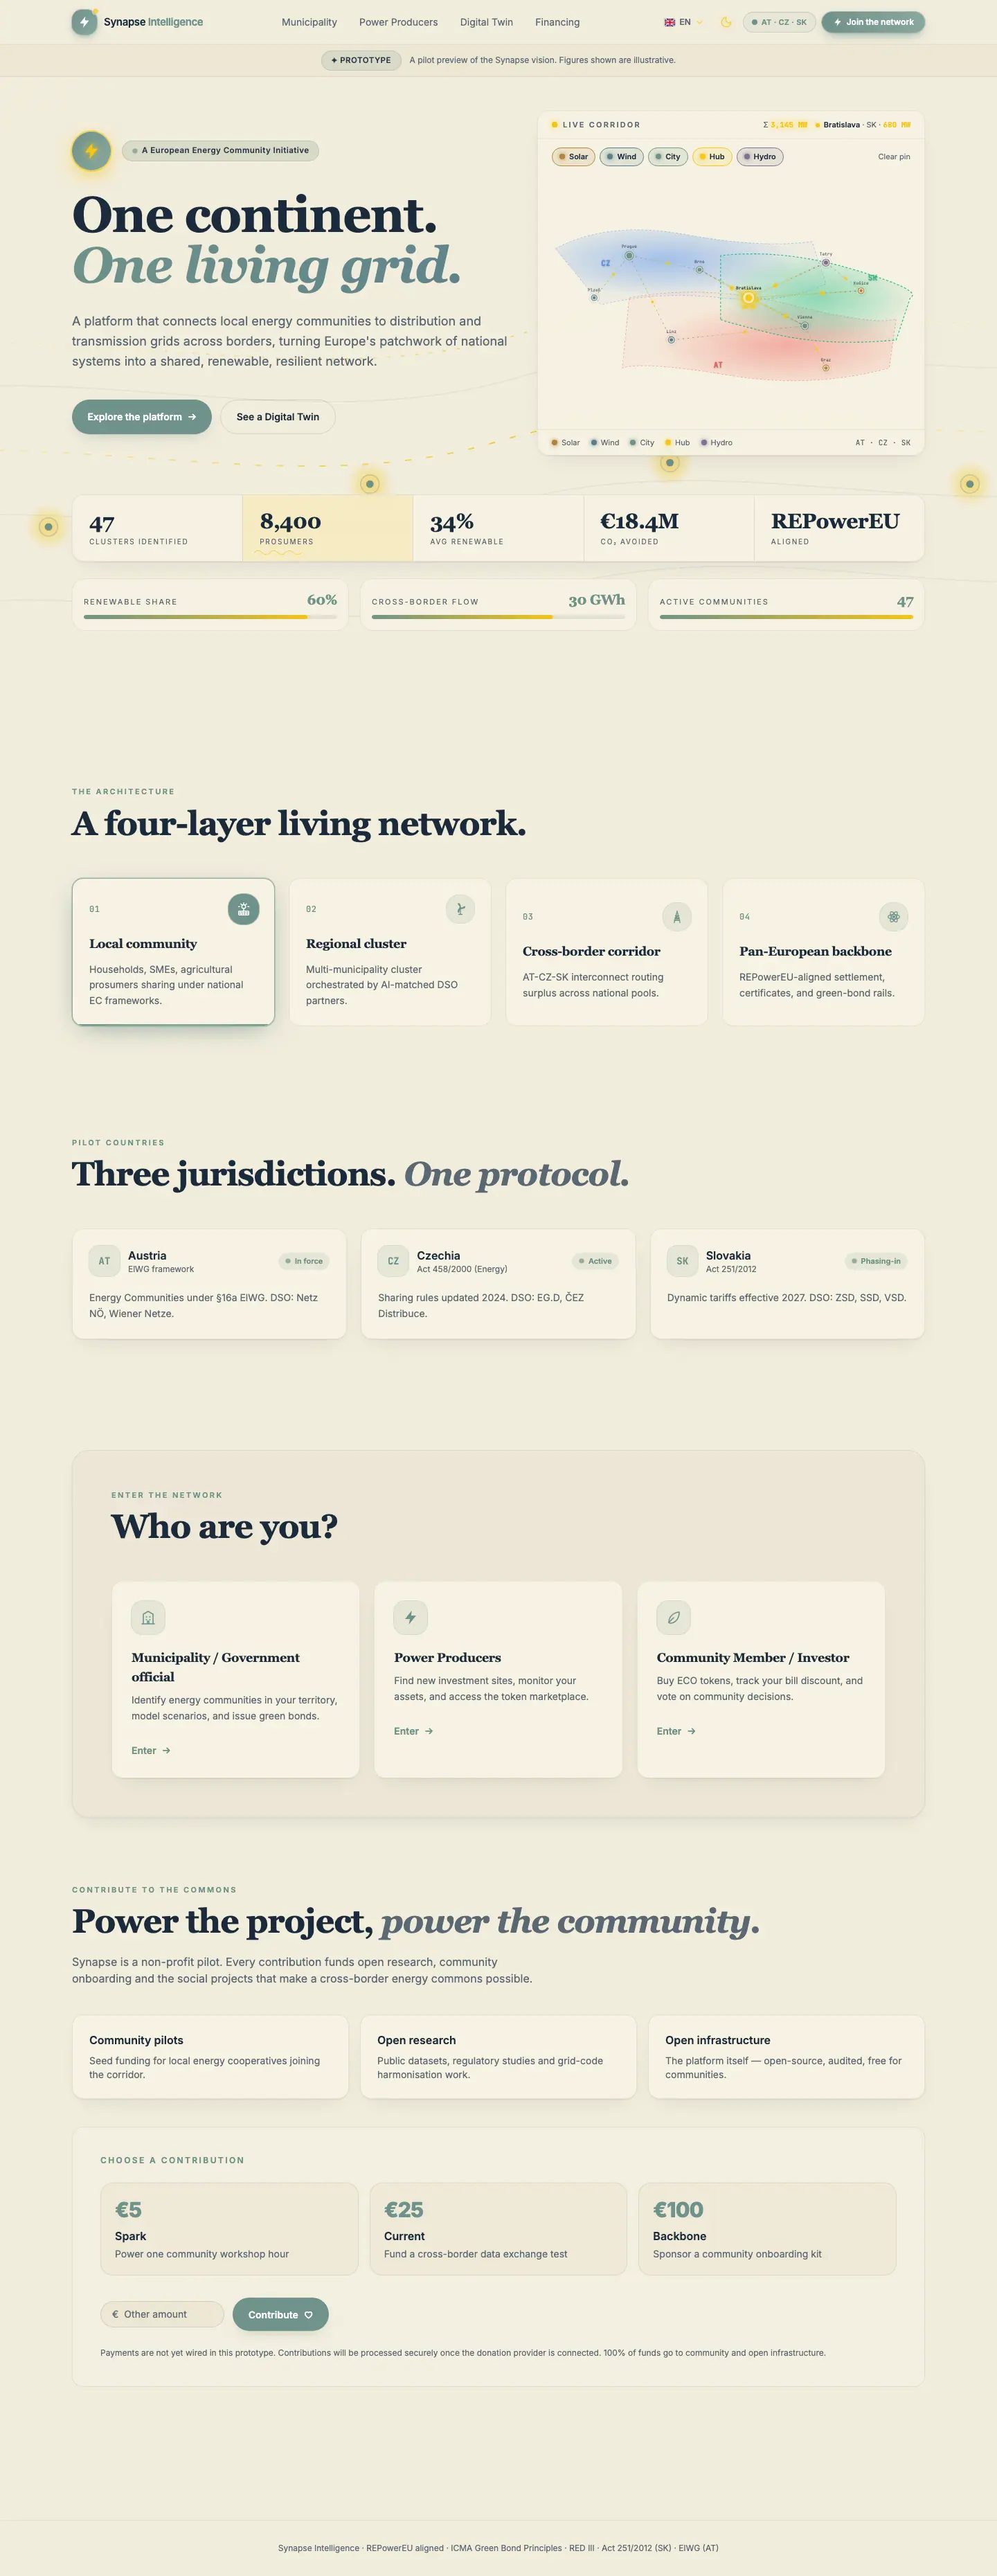 Synapse Intelligence
Municipality
Power Producers
Digital Twin
Financing
EN
AT · CZ · SK
Join the network
✦ PROTOTYPE
A pilot preview of the Synapse vision. Figures shown are illustrative.
A European Energy Community Initiative
One continent.
One living grid.
A platform that connects local energy communities to distribution and
transmission grids across borders, turning Europe's patchwork of national
systems into a shared, renewable, resilient network.
Explore the platform →
See a Digital Twin
LIVE CORRIDOR
Σ 3,145 MW
Bratislava · SK · 680 MW
Solar
Wind
City
Hub
Hydro
Clear pin
Prague
CZ
Brno
Tatry
SK
Košice
Plzeň
Bratislava
Vienna
Linz
AT
Graz
Solar
Wind
City
Hub
Hydro
AT · CZ · SK
47
CLUSTERS IDENTIFIED
8,400
PROSUMERS
34%
AVG RENEWABLE
€18.4M
CO₂ AVOIDED
REPowerEU
ALIGNED
RENEWABLE SHARE
60%
CROSS-BORDER FLOW
30 GWh
ACTIVE COMMUNITIES
47
THE ARCHITECTURE
A four-layer living network.
01
Local community
Households, SMEs, agricultural
prosumers sharing under national
EC frameworks.
02
Regional cluster
Multi-municipality cluster
orchestrated by AI-matched DSO
partners.
03
Cross-border corridor
AT-CZ-SK interconnect routing
surplus across national pools.
04
Pan-European backbone
REPowerEU-aligned settlement,
certificates, and green-bond rails.
PILOT COUNTRIES
Three jurisdictions. One protocol.
AT
Austria
EIWG framework
In force
Energy Communities under §16a EIWG. DSO: Netz
NÖ, Wiener Netze.
CZ
Czechia
Act 458/2000 (Energy)
Active
Sharing rules updated 2024. DSO: EG.D, ČEZ
Distribuce.
SK
Slovakia
Act 251/2012
Phasing-in
Dynamic tariffs effective 2027. DSO: ZSD, SSD, VSD.
ENTER THE NETWORK
Who are you?
Municipality / Government
official
Identify energy communities in your territory,
model scenarios, and issue green bonds.
Enter →
Power Producers
Find new investment sites, monitor your
assets, and access the token marketplace.
Enter →
Community Member / Investor
Buy ECO tokens, track your bill discount, and
vote on community decisions.
Enter →
CONTRIBUTE TO THE COMMONS
Power the project, power the community.
Synapse is a non-profit pilot. Every contribution funds open research, community
onboarding and the social projects that make a cross-border energy commons possible.
Community pilots
Seed funding for local energy cooperatives joining
the corridor.
Open research
Public datasets, regulatory studies and grid-code
harmonisation work.
Open infrastructure
The platform itself — open-source, audited, free for
communities.
CHOOSE A CONTRIBUTION
€5
Spark
Power one community workshop hour
€25
Current
Fund a cross-border data exchange test
€100
Backbone
Sponsor a community onboarding kit
€ Other amount
Contribute
Payments are not yet wired in this prototype. Contributions will be processed securely once the donation provider is connected. 100% of funds go to community and open infrastructure.
Synapse Intelligence · REPowerEU aligned · ICMA Green Bond Principles · RED III · Act 251/2012 (SK) · EIWG (AT)